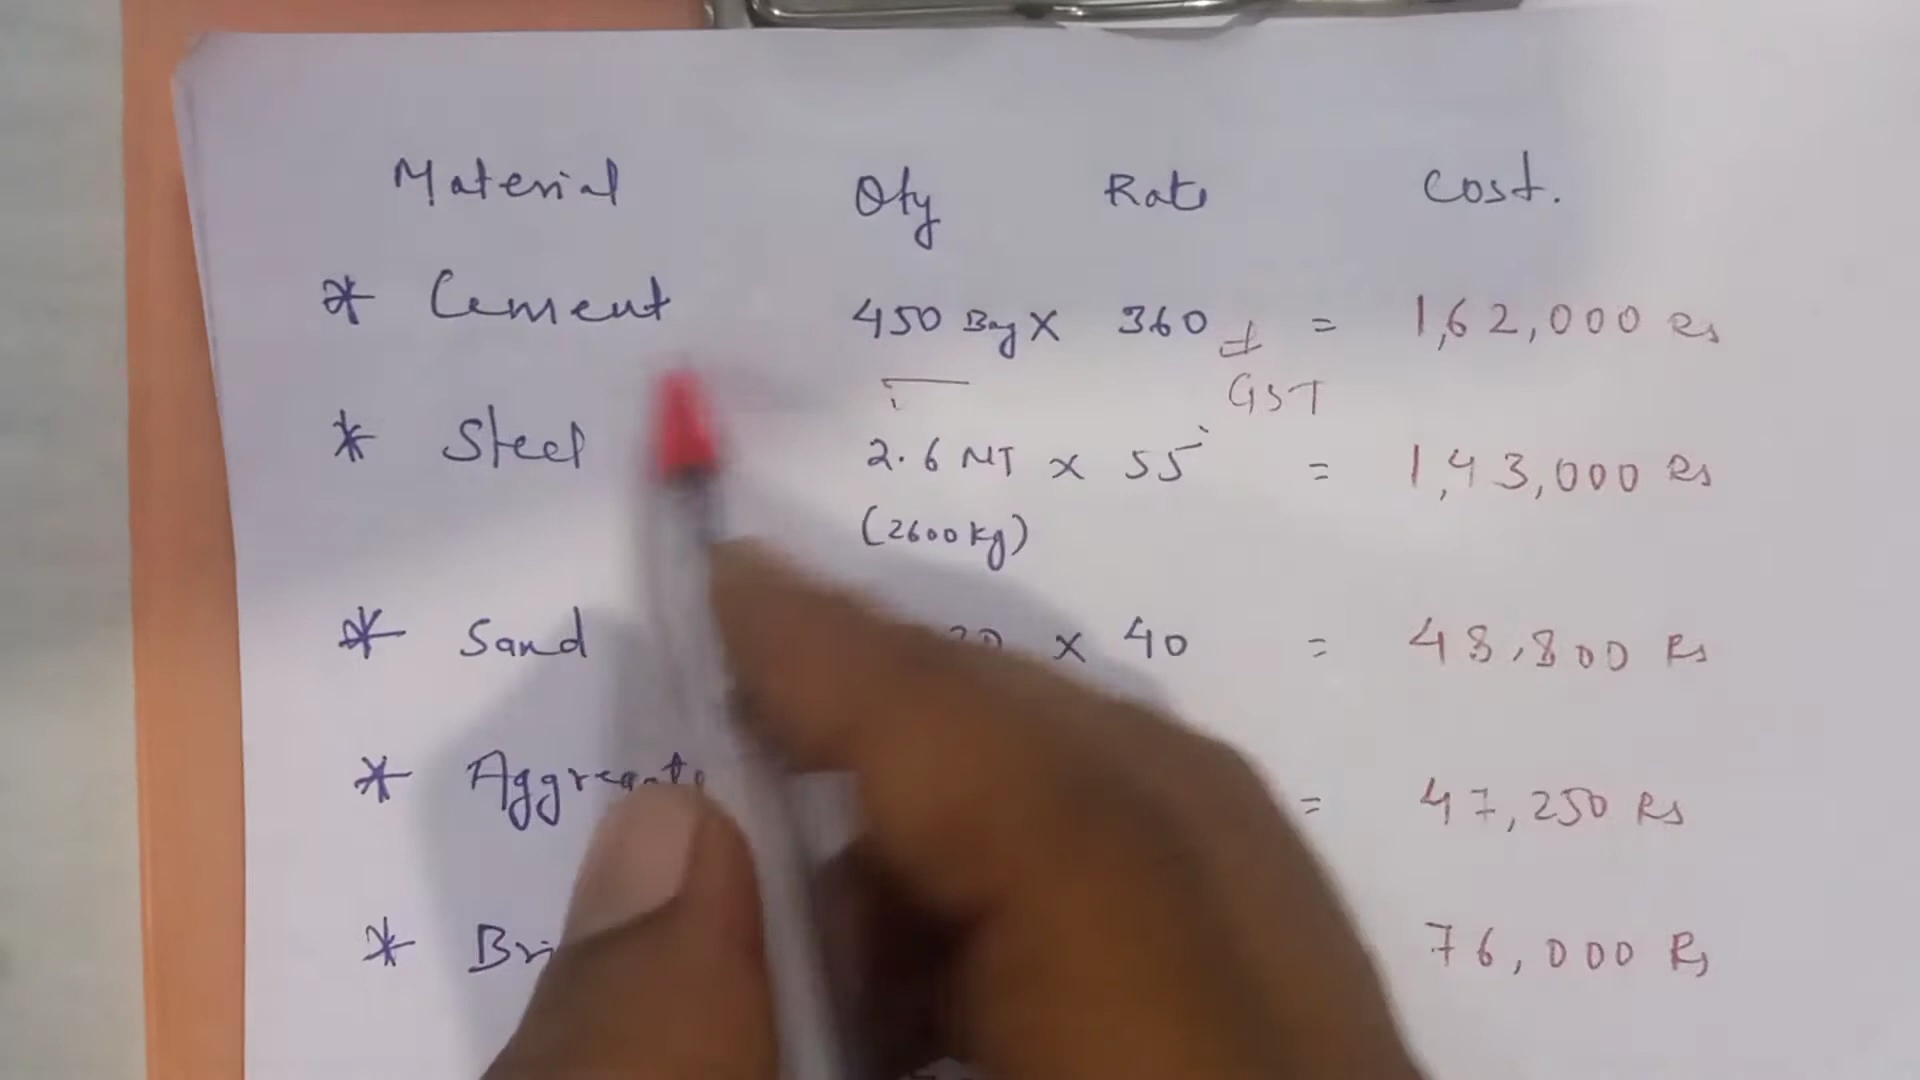 Material Qty Rate Cost.
* Cement 450 Bag X 360 = 1,62,000 Rs
+ GST
* Steel 2.6 MT x 55 = 1,43,000 Rs
(2600 kg)
* Sand x 40 = 48,800 Rs
* Aggregate = 47,250 Rs
* Bri 76,000 Rs